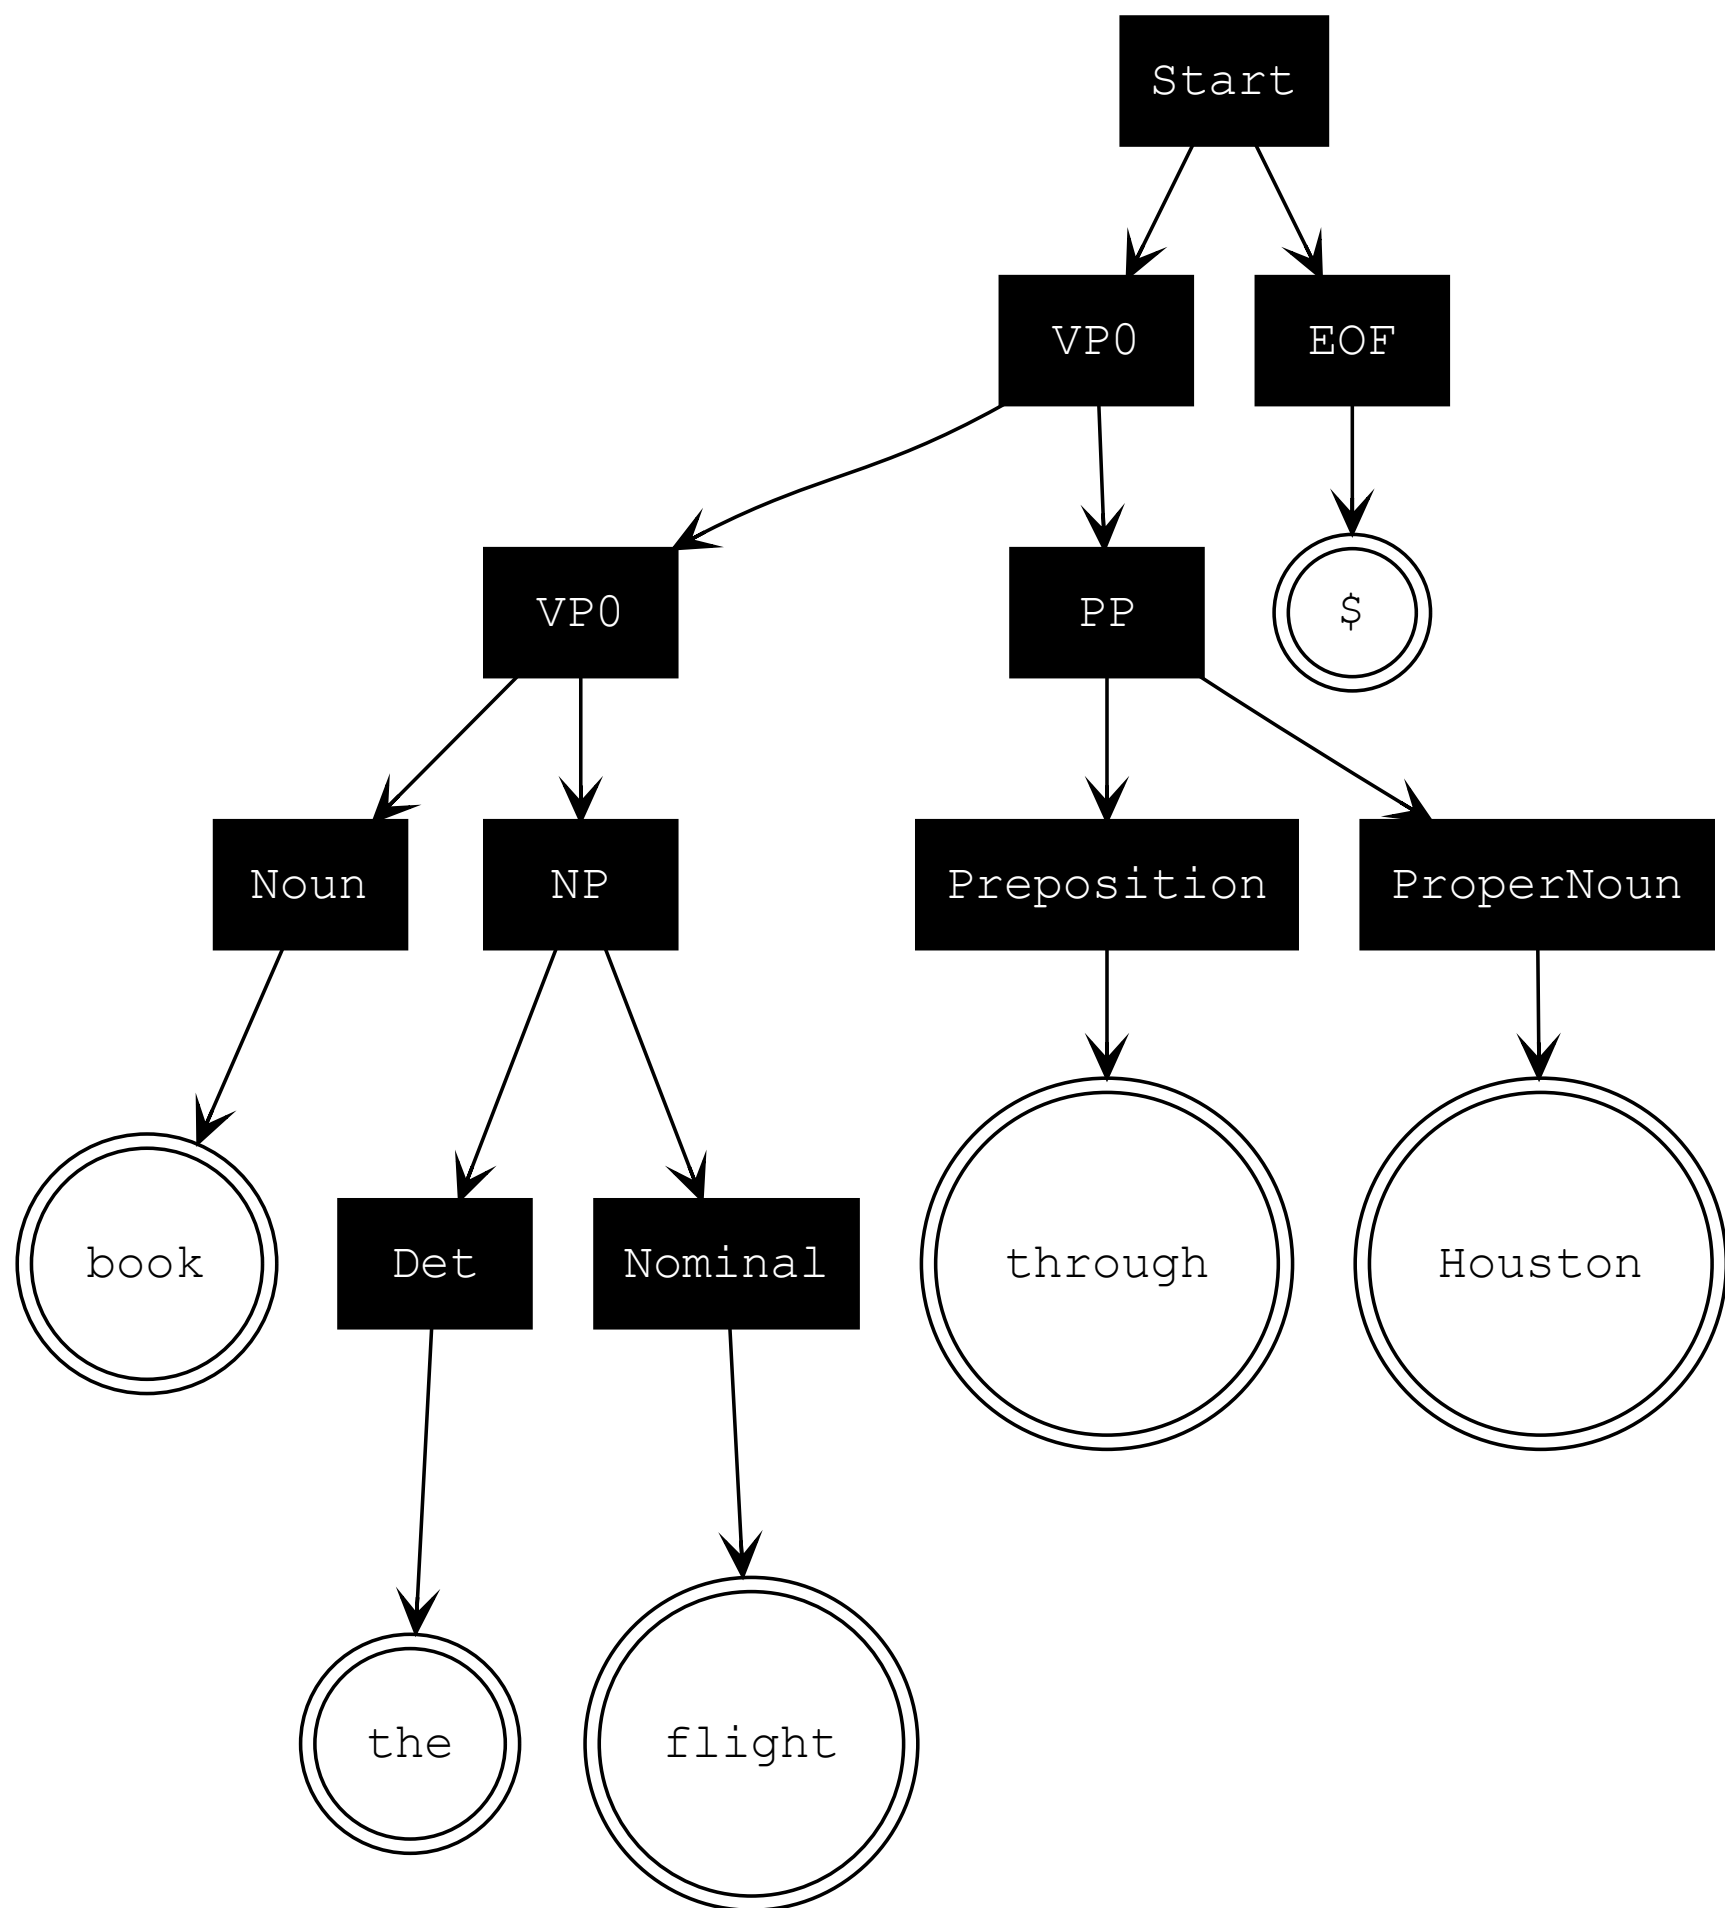 Start
VP0
EOF
VP0
PP
$
Noun
NP
Preposition
ProperNoun
book
Det
Nominal
through
Houston
the
flight